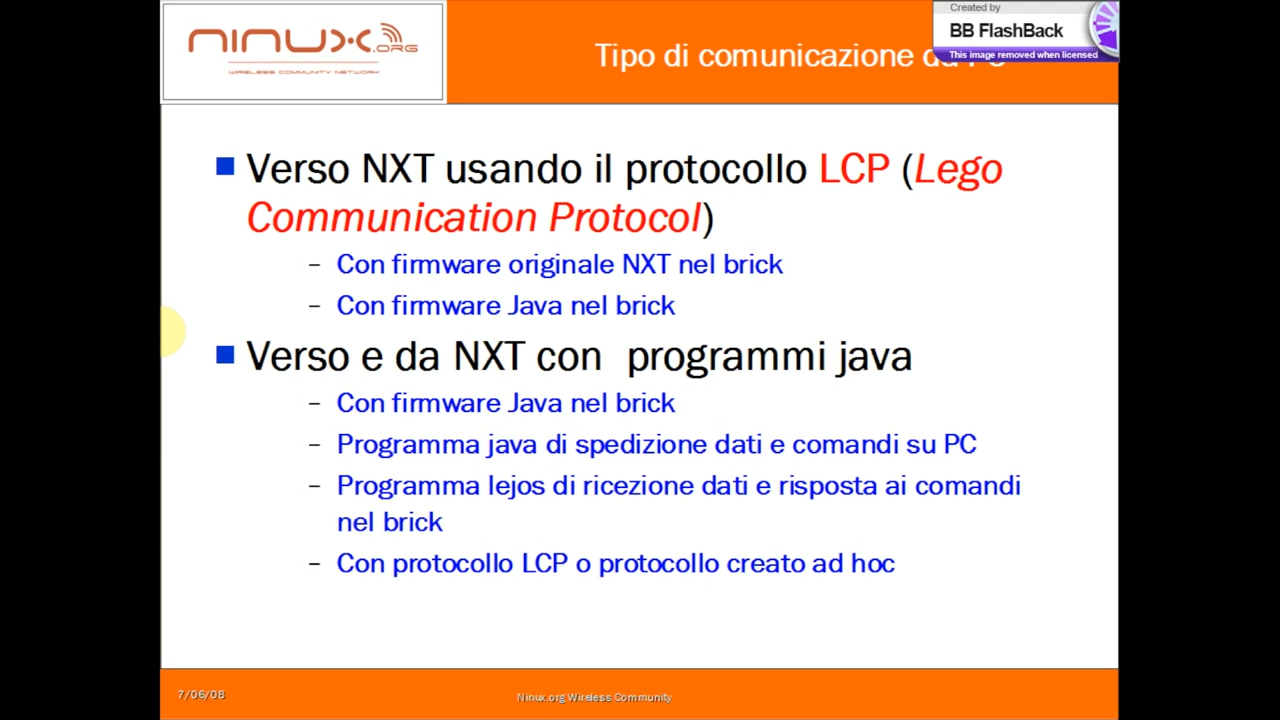 NINUX.ORG
WIRELESS COMMUNITY NETWORK
Tipo di comunicazione
Created by
BB FlashBack
This image removed when licensed
Verso NXT usando il protocollo LCP (Lego
Communication Protocol)
– Con firmware originale NXT nel brick
– Con firmware Java nel brick
Verso e da NXT con programmi java
– Con firmware Java nel brick
– Programma java di spedizione dati e comandi su PC
– Programma lejos di ricezione dati e risposta ai comandi
nel brick
– Con protocollo LCP o protocollo creato ad hoc
7/06/08
Ninux.org Wireless Community